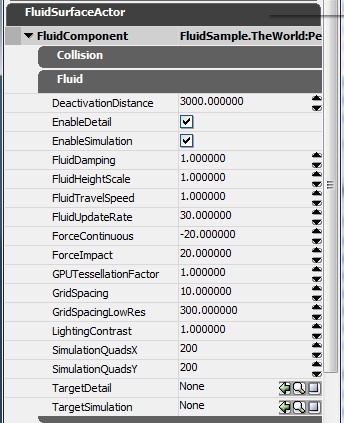 FluidSurfaceActor
FluidComponent FluidSample.TheWorld:Pe
Collision
Fluid
DeactivationDistance 3000.000000
EnableDetail
EnableSimulation
FluidDamping 1.000000
FluidHeightScale 1.000000
FluidTravelSpeed 1.000000
FluidUpdateRate 30.000000
ForceContinuous -20.000000
ForceImpact 20.000000
GPUTessellationFactor 1.000000
GridSpacing 10.000000
GridSpacingLowRes 300.000000
LightingContrast 1.000000
SimulationQuadsX 200
SimulationQuadsY 200
TargetDetail None
TargetSimulation None